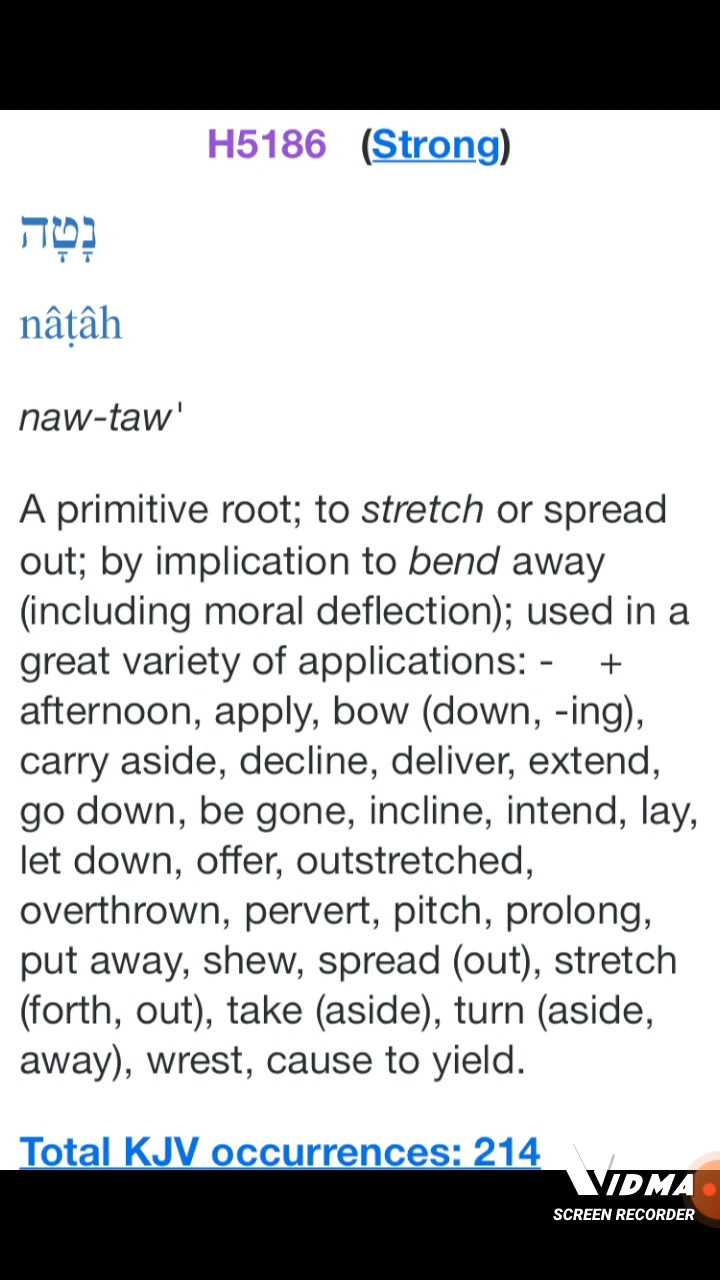 H5186 (Strong)
נָטָה
nâṭâh
naw-taw'
A primitive root; to stretch or spread
out; by implication to bend away
(including moral deflection); used in a
great variety of applications: - +
afternoon, apply, bow (down, -ing),
carry aside, decline, deliver, extend,
go down, be gone, incline, intend, lay,
let down, offer, outstretched,
overthrown, pervert, pitch, prolong,
put away, shew, spread (out), stretch
(forth, out), take (aside), turn (aside,
away), wrest, cause to yield.
Total KJV occurrences: 214
VIDMA
SCREEN RECORDER